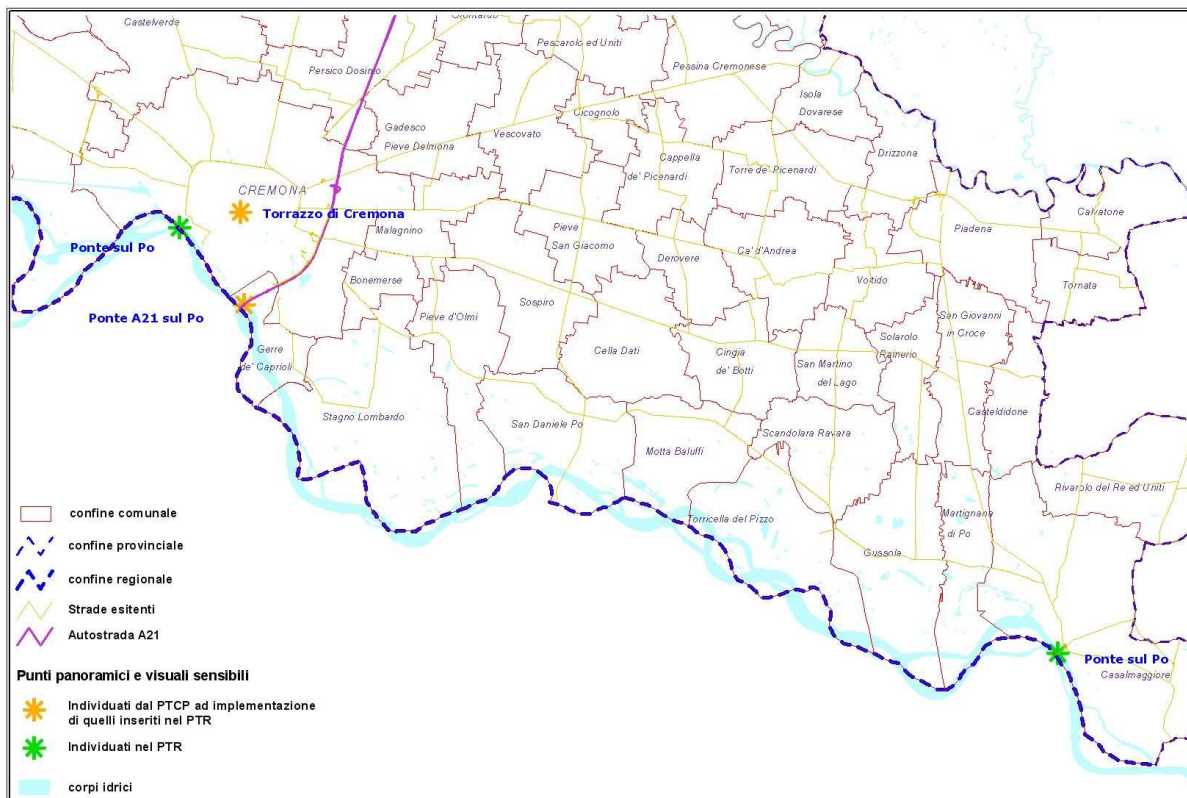 Castelverde
Pescarolo ed Uniti
Persico Dosimo
Pessina Cremonese
Isola
Dovarese
Cicognolo
Gadesco
Pieve Delmona
Vescovato
Cappella
de' Picenardi
Torre de' Picenardi
Drizzona
CREMONA
Torrazzo di Cremona
Calvatone
Ponte sul Po
Malagnino
Pieve
San Giacomo
Derovere
Ca' d'Andrea
Piadena
Bonemerse
Voltido
Tornata
Ponte A21 sul Po
Pieve d'Olmi
Sospiro
San Giovanni
in Croce
Gerre
de' Caprioli
Cella Dati
Cingia
de' Botti
San Martino
del Lago
Solarolo
Rainerio
Stagno Lombardo
San Daniele Po
Casteldidone
Motta Baluffi
Scandolara Ravara
Rivarolo del Re ed Uniti
Torricella del Pizzo
Martignana
di Po
Gussola
Ponte sul Po
Casalmaggiore
confine comunale
confine provinciale
confine regionale
Strade esitenti
Autostrada A21
Punti panoramici e visuali sensibili
Individuati dal PTCP ad implementazione
di quelli inseriti nel PTR
Individuati nel PTR
corpi idrici